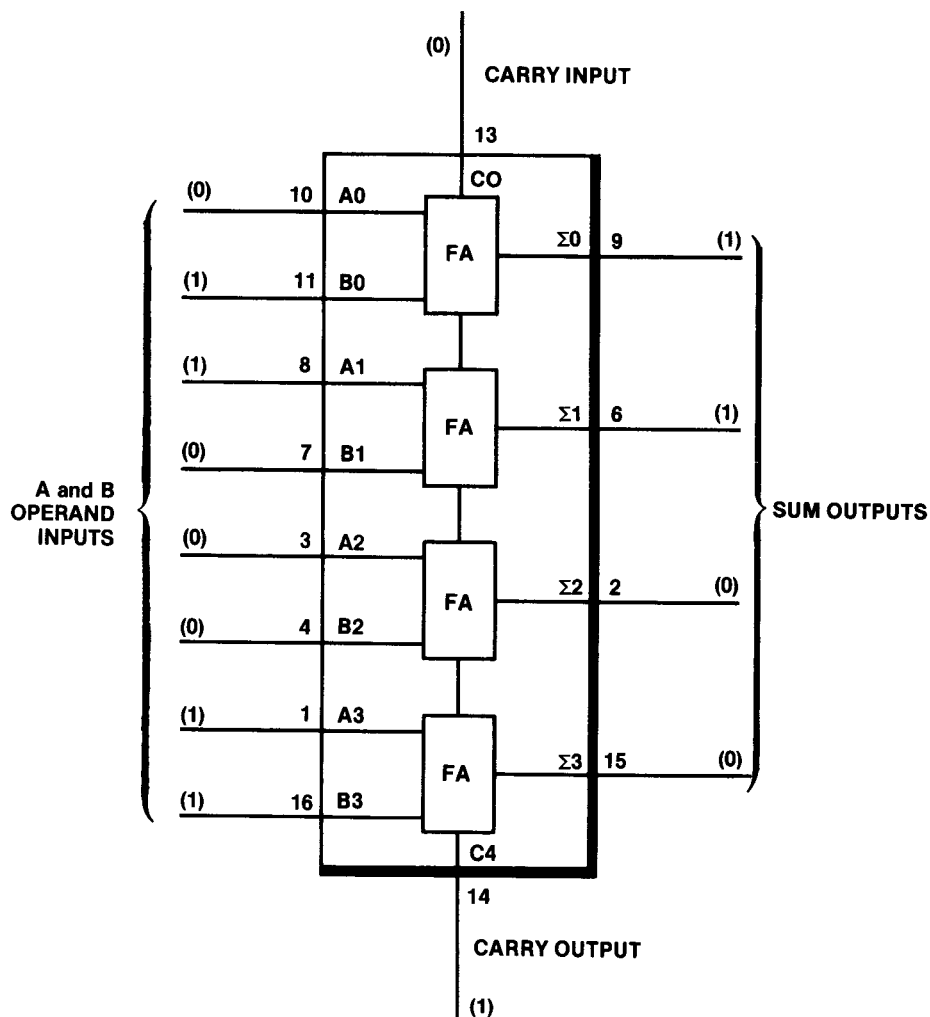 (0)
CARRY INPUT
13
CO
(0) 10 A0
FA Σ0 9 (1)
(1) 11 B0
(1) 8 A1
FA Σ1 6 (1)
(0) 7 B1
A and B
OPERAND
INPUTS
SUM OUTPUTS
(0) 3 A2
FA Σ2 2 (0)
(0) 4 B2
(1) 1 A3
FA Σ3 15 (0)
(1) 16 B3
C4
14
CARRY OUTPUT
(1)